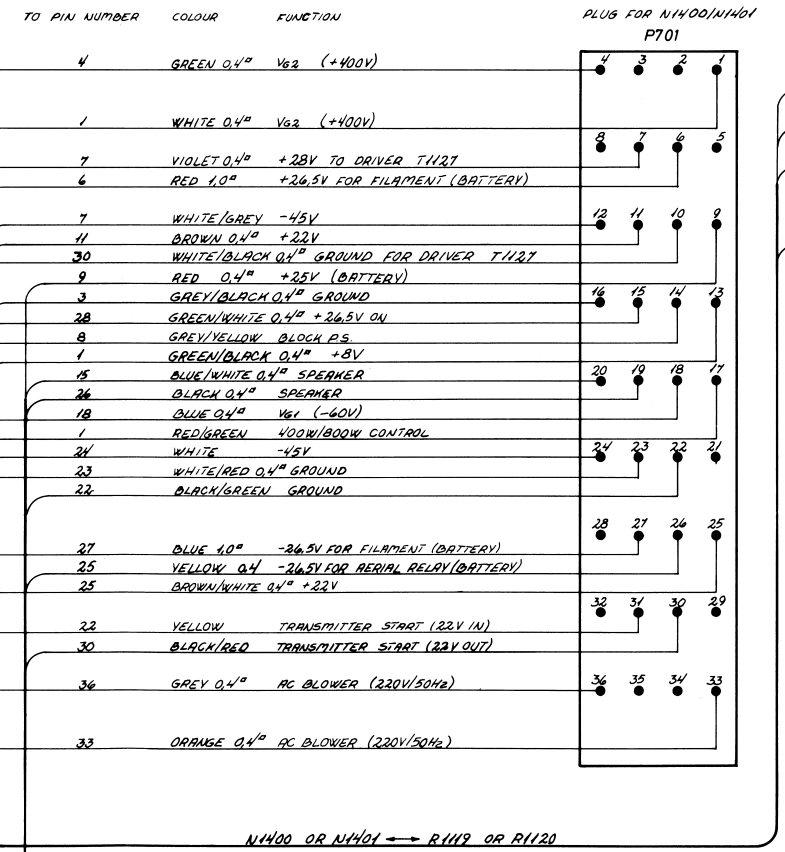 TO PIN NUMBER COLOUR FUNCTION PLUG FOR N1400/N1401
P701
4 GREEN 0,4¤ VG2 (+400V) 4 3 2 1
1 WHITE 0,4¤ VG2 (+400V)
8 7 6 5
7 VIOLET 0,4¤ +28V TO DRIVER T1127
6 RED 1,0¤ +26,5V FOR FILAMENT (BATTERY)
7 WHITE/GREY -45V 12 11 10 9
11 BROWN 0,4¤ +22V
30 WHITE/BLACK 0,4¤ GROUND FOR DRIVER T1127
9 RED 0,4¤ +25V (BATTERY)
3 GREY/BLACK 0,4¤ GROUND 16 15 14 13
28 GREEN/WHITE 0,4¤ +26,5V ON
8 GREY/YELLOW BLOCK P.S.
1 GREEN/BLACK 0,4¤ +8V
15 BLUE/WHITE 0,4¤ SPEAKER 20 19 18 17
26 BLACK 0,4¤ SPEAKER
18 BLUE 0,4¤ VG1 (-60V)
1 RED/GREEN 400W/800W CONTROL
24 WHITE -45V 24 23 22 21
23 WHITE/RED 0,4¤ GROUND
22 BLACK/GREEN GROUND
28 27 26 25
27 BLUE 1,0¤ -26,5V FOR FILAMENT (BATTERY)
25 YELLOW 0,4 -26,5V FOR AERIAL RELAY (BATTERY)
25 BROWN/WHITE 0,4¤ +22V
32 31 30 29
22 YELLOW TRANSMITTER START (22V IN)
30 BLACK/RED TRANSMITTER START (22V OUT)
36 GREY 0,4¤ AC BLOWER (220V/50Hz) 36 35 34 33
33 ORANGE 0,4¤ AC BLOWER (220V/50Hz)
N1400 OR N1401 ↔ R1119 OR R1120